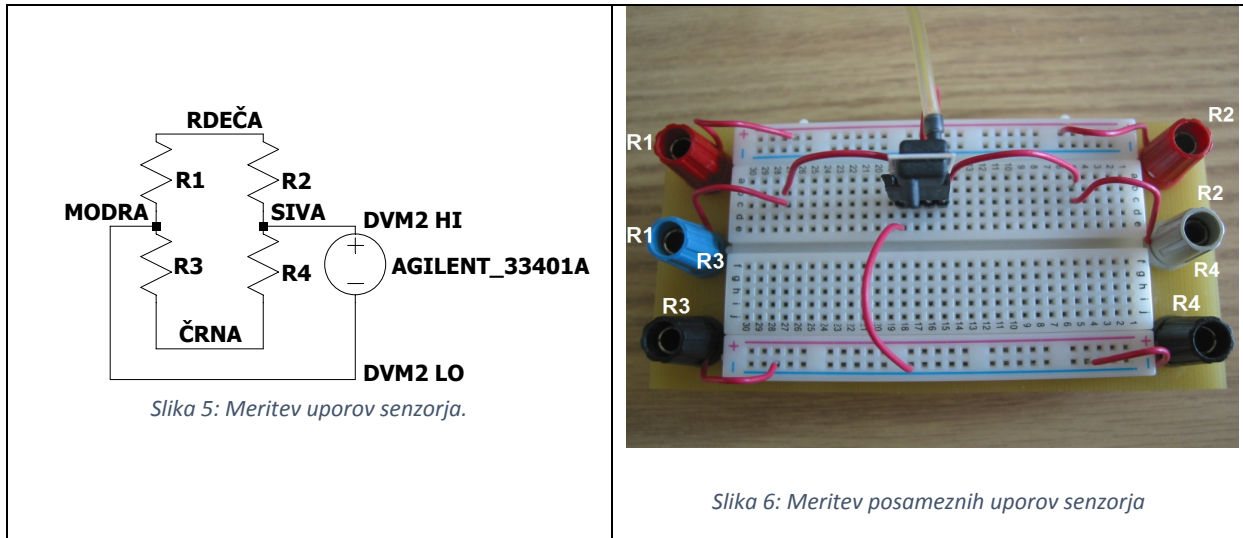 RDEČA
R1
R2
MODRA
SIVA
DVM2 HI
R3
R4
AGILENT_33401A
ČRNA
DVM2 LO
Slika 5: Meritev uporov senzorja.
R1
R2
R1
R2
R3
R4
R3
R4
Slika 6: Meritev posameznih uporov senzorja